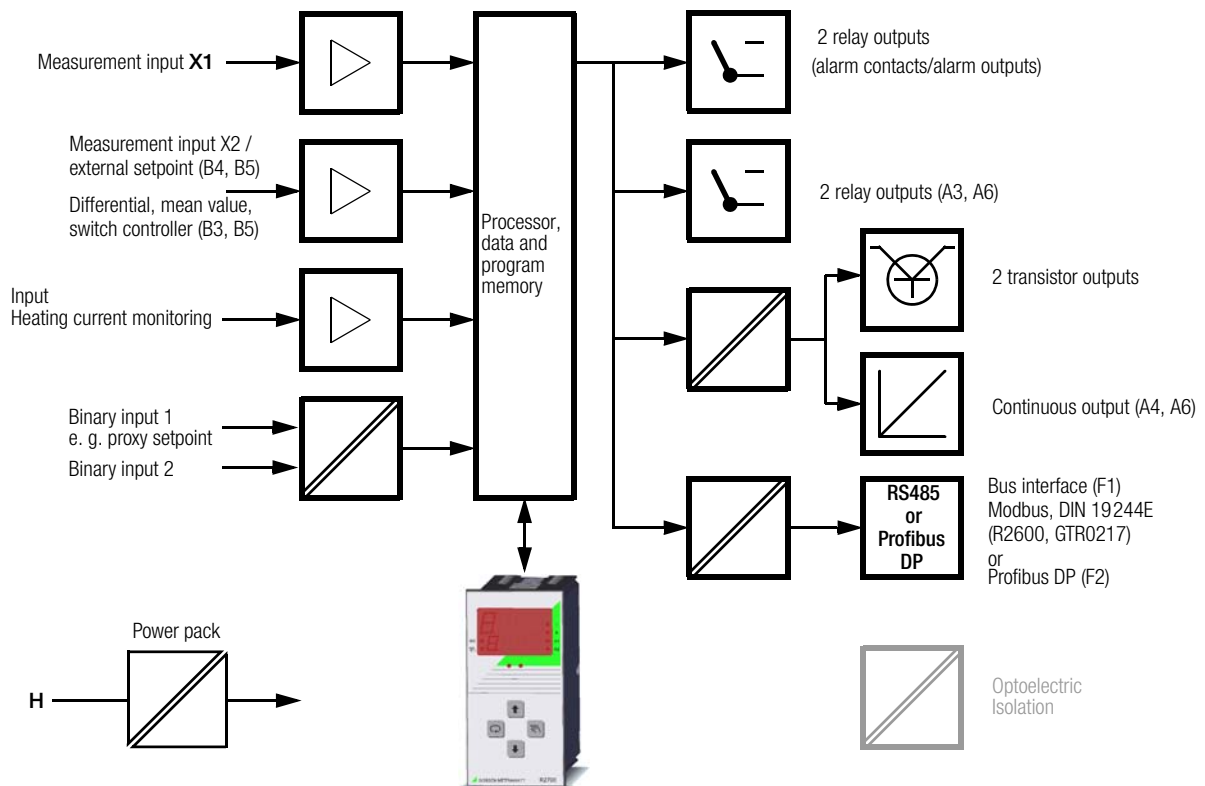 Measurement input X1
Measurement input X2 /
external setpoint (B4, B5)
Differential, mean value,
switch controller (B3, B5)
Input
Heating current monitoring
Binary input 1
e. g. proxy setpoint
Binary input 2
Processor,
data and
program
memory
2 relay outputs
(alarm contacts/alarm outputs)
2 relay outputs (A3, A6)
2 transistor outputs
Continuous output (A4, A6)
RS485
or
Profibus
DP
Bus interface (F1)
Modbus, DIN 19244E
(R2600, GTR0217)
or
Profibus DP (F2)
Power pack
H
Optoelectric
Isolation